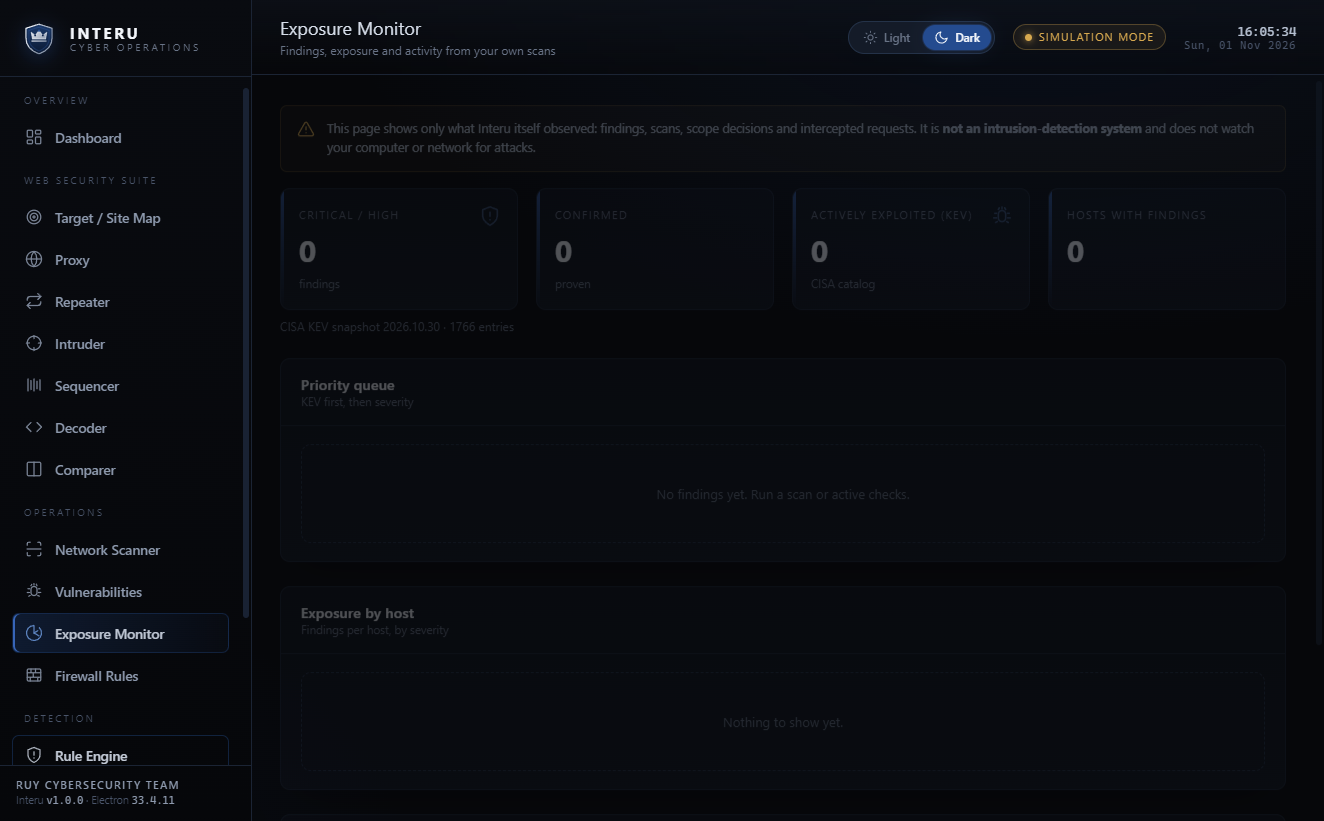 INTERU
CYBER OPERATIONS
OVERVIEW
Dashboard
WEB SECURITY SUITE
Target / Site Map
Proxy
Repeater
Intruder
Sequencer
Decoder
Comparer
OPERATIONS
Network Scanner
Vulnerabilities
Exposure Monitor
Firewall Rules
DETECTION
Rule Engine
RUY CYBERSECURITY TEAM
Interu v1.0.0 · Electron 33.4.11
Exposure Monitor
Findings, exposure and activity from your own scans
Light
Dark
SIMULATION MODE
16:05:34
Sun, 01 Nov 2026
This page shows only what Interu itself observed: findings, scans, scope decisions and intercepted requests. It is not an intrusion-detection system and does not watch
your computer or network for attacks.
CRITICAL / HIGH
0
findings
CONFIRMED
0
proven
ACTIVELY EXPLOITED (KEV)
0
CISA catalog
HOSTS WITH FINDINGS
0
CISA KEV snapshot 2026.10.30 · 1766 entries
Priority queue
KEV first, then severity
No findings yet. Run a scan or active checks.
Exposure by host
Findings per host, by severity
Nothing to show yet.